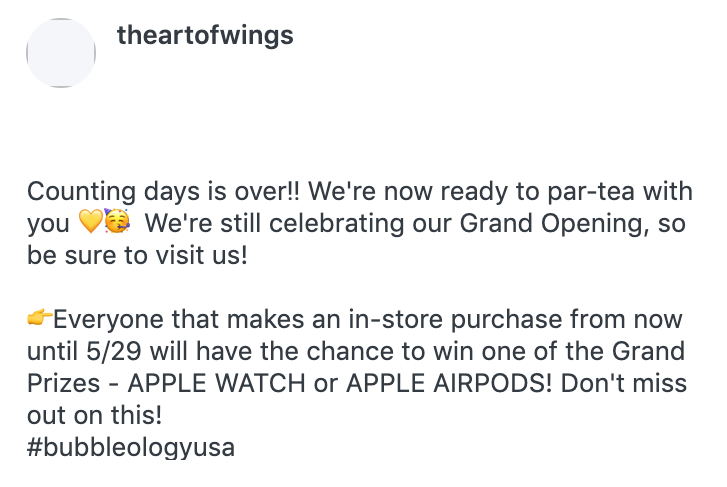 theartofwings
Counting days is over!! We're now ready to par-tea with
you 💛🥳 We're still celebrating our Grand Opening, so
be sure to visit us!
👉Everyone that makes an in-store purchase from now
until 5/29 will have the chance to win one of the Grand
Prizes - APPLE WATCH or APPLE AIRPODS! Don't miss
out on this!
#bubbleologyusa